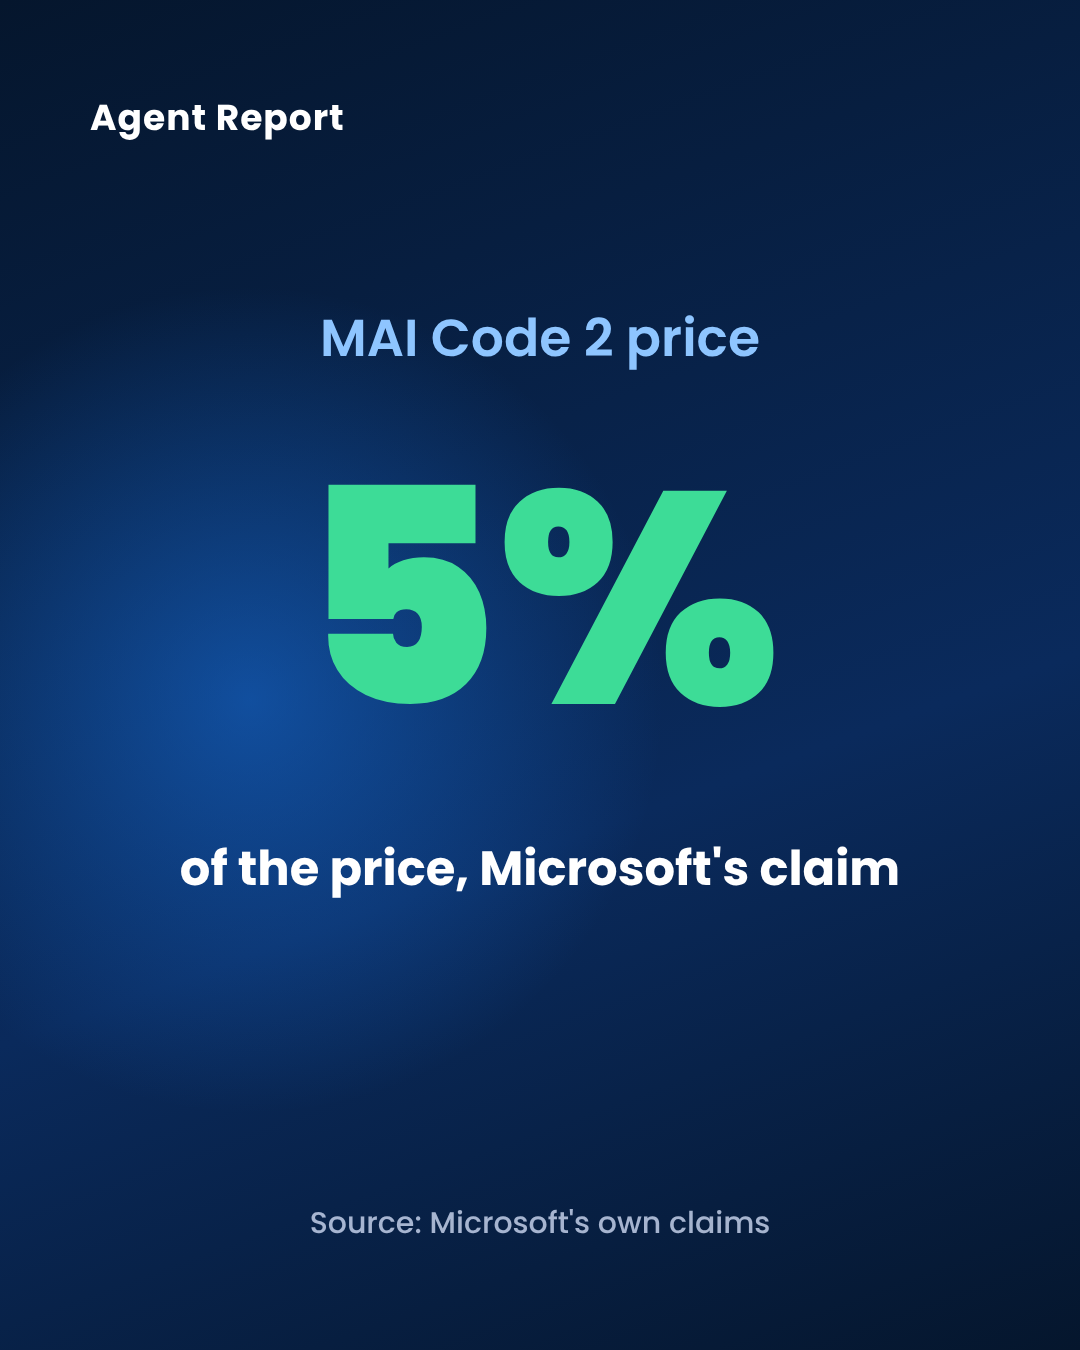 Agent Report
MAI Code 2 price
5%
of the price, Microsoft's claim
Source: Microsoft's own claims